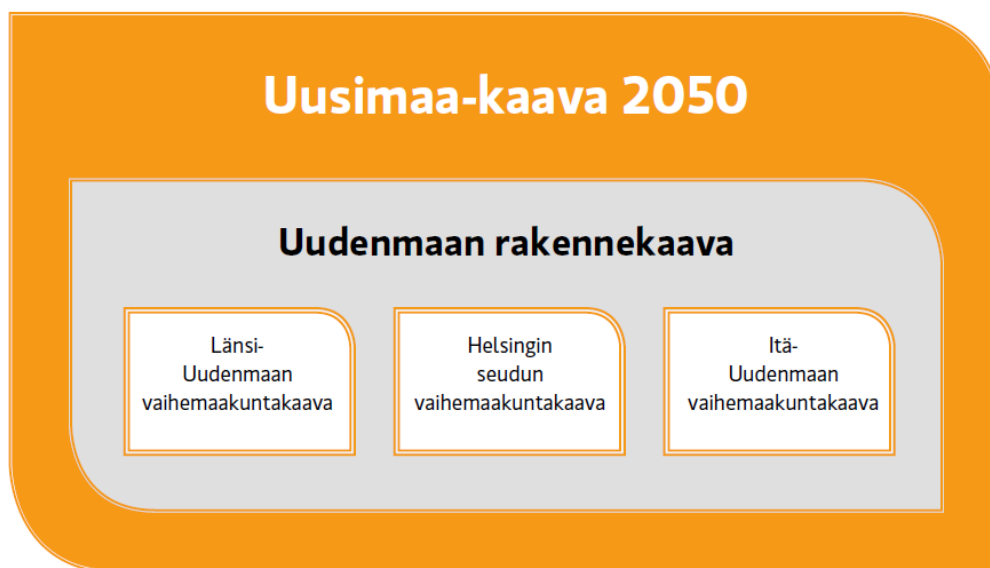 Uusimaa-kaava 2050
Uudenmaan rakennekaava
Länsi-
Uudenmaan
vaihemaakuntakaava
Helsingin
seudun
vaihemaakuntakaava
Itä-
Uudenmaan
vaihemaakuntakaava